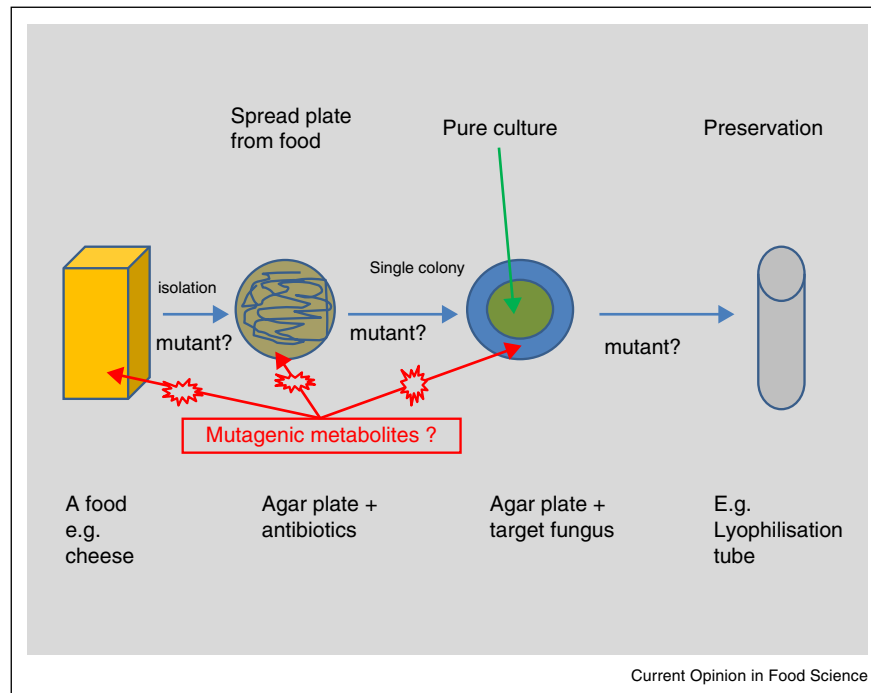 Spread plate
from food
Pure culture
Preservation
isolation
mutant?
Single colony
mutant?
mutant?
Mutagenic metabolites ?
A food
e.g.
cheese
Agar plate +
antibiotics
Agar plate +
target fungus
E.g.
Lyophilisation
tube
Current Opinion in Food Science